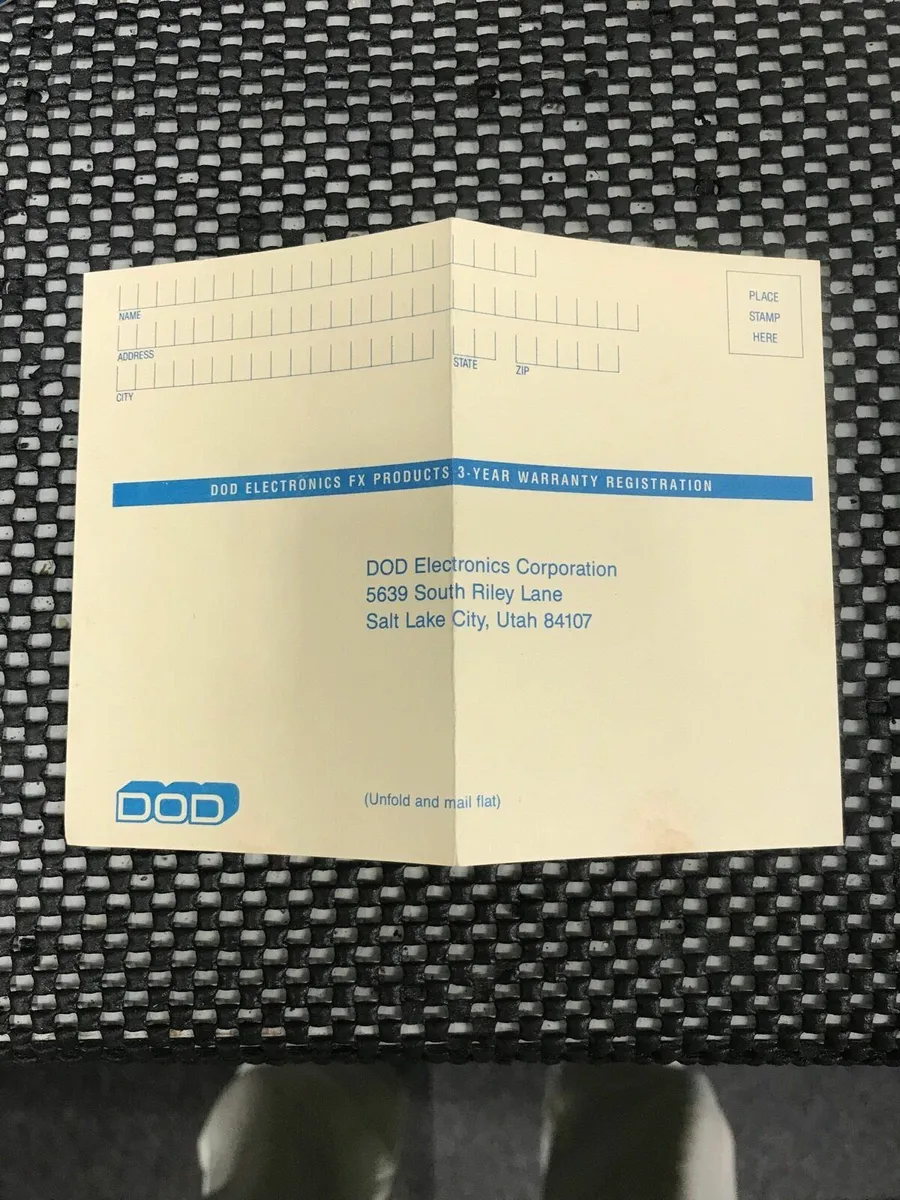 NAME
ADDRESS
CITY
STATE
ZIP
PLACE
STAMP
HERE
DOD ELECTRONICS FX PRODUCTS 3-YEAR WARRANTY REGISTRATION
DOD Electronics Corporation
5639 South Riley Lane
Salt Lake City, Utah 84107
DOD
(Unfold and mail flat)